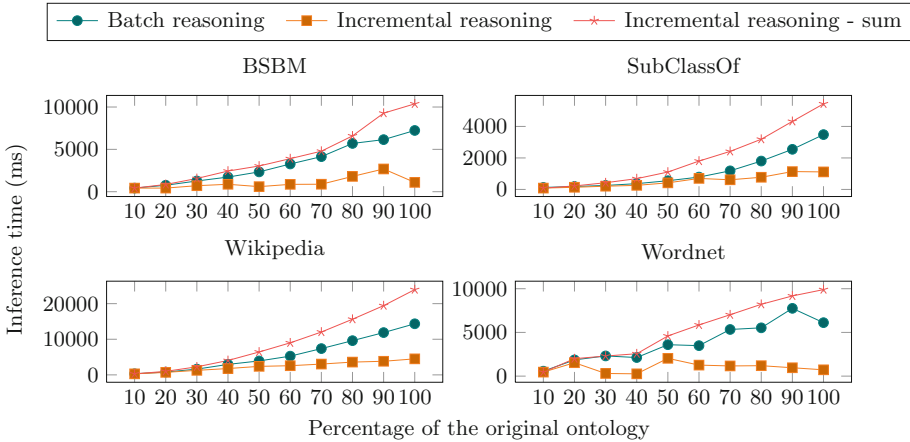 Batch reasoning Incremental reasoning Incremental reasoning - sum
BSBM
SubClassOf
10000
5000
0
10 20 30 40 50 60 70 80 90 100
4000
2000
0
10 20 30 40 50 60 70 80 90 100
Inference time (ms)
Wikipedia
Wordnet
20000
10000
0
10 20 30 40 50 60 70 80 90 100
10000
5000
0
10 20 30 40 50 60 70 80 90 100
Percentage of the original ontology